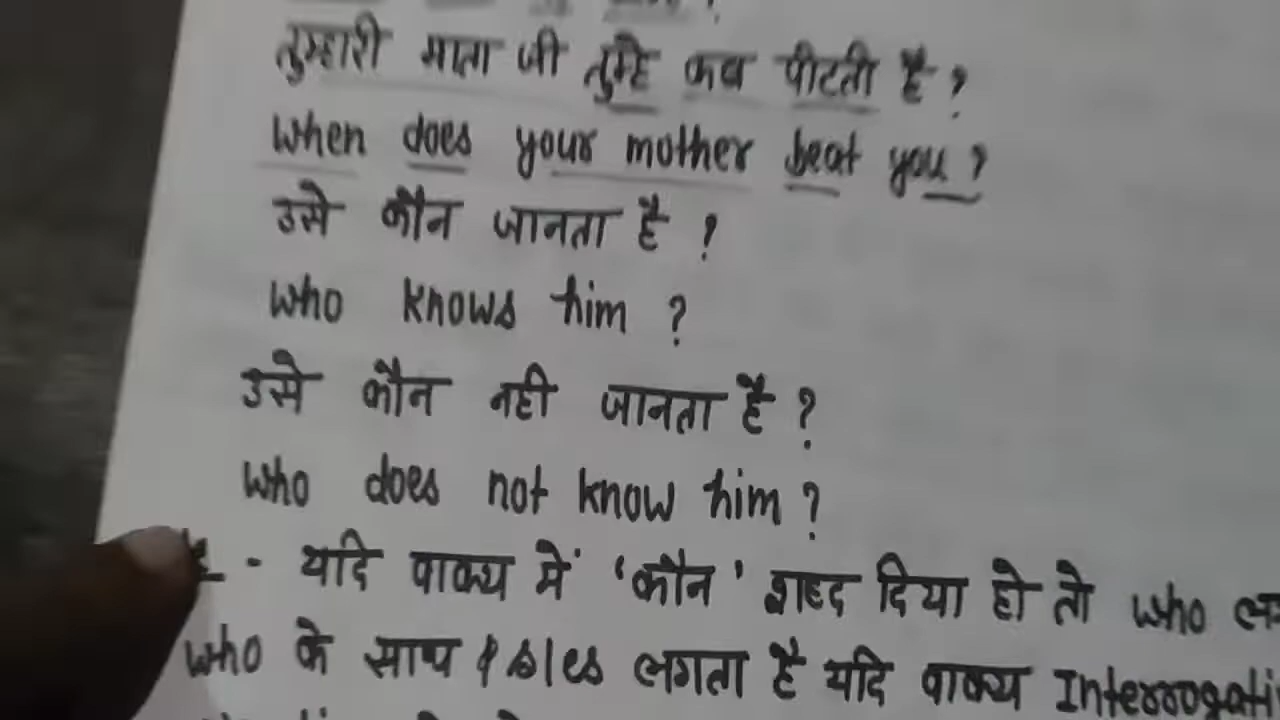 तुम्हारी माता जी तुम्हे कब पीटती है ?
When does your mother beat you ?
उसे कौन जानता है ?
who knows him ?
उसे कौन नही जानता है ?
who does not know him ?
- यदि वाक्य में 'कौन' शब्द दिया हो तो who
who के साथ s/es लगता है यदि वाक्य Interrogati